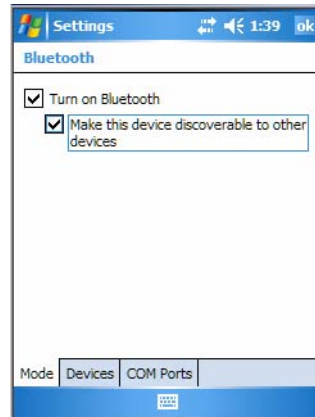 Settings 1:39 ok
Bluetooth
Turn on Bluetooth
Make this device discoverable to other
devices
Mode Devices COM Ports